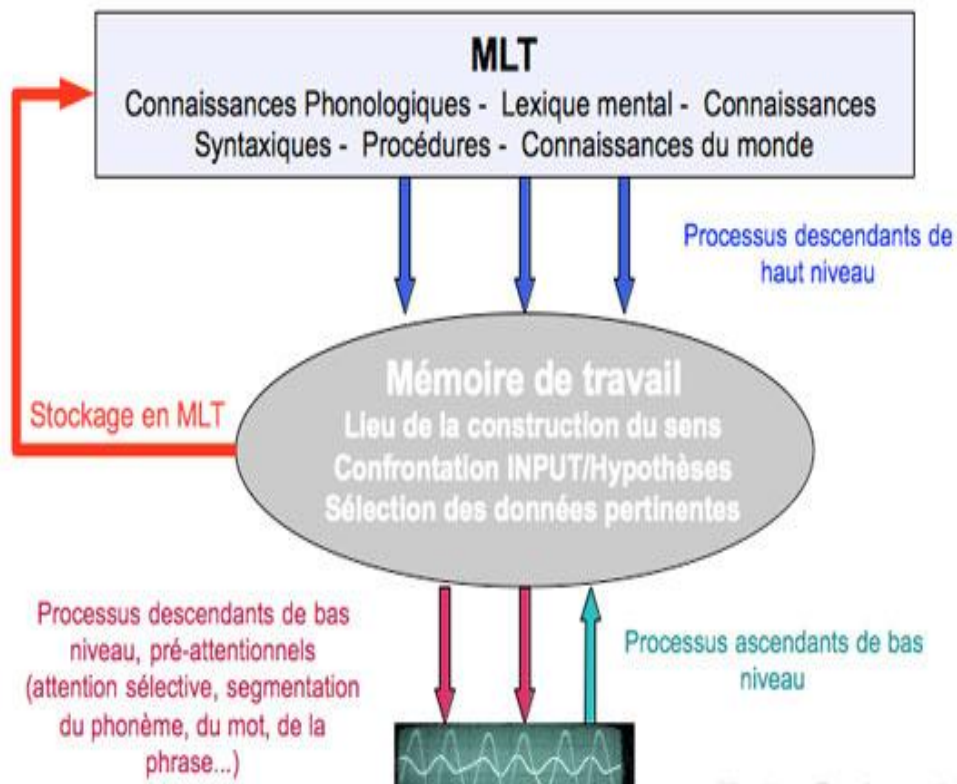 MLT
Connaissances Phonologiques - Lexique mental - Connaissances
Syntaxiques - Procédures - Connaissances du monde
Processus descendants de
haut niveau
Mémoire de travail
Lieu de la construction du sens
Confrontation INPUT/Hypothèses
Sélection des données pertinentes
Stockage en MLT
Processus descendants de bas
niveau, pré-attentionnels
(attention sélective, segmentation
du phonème, du mot, de la
phrase...)
Processus ascendants de bas
niveau